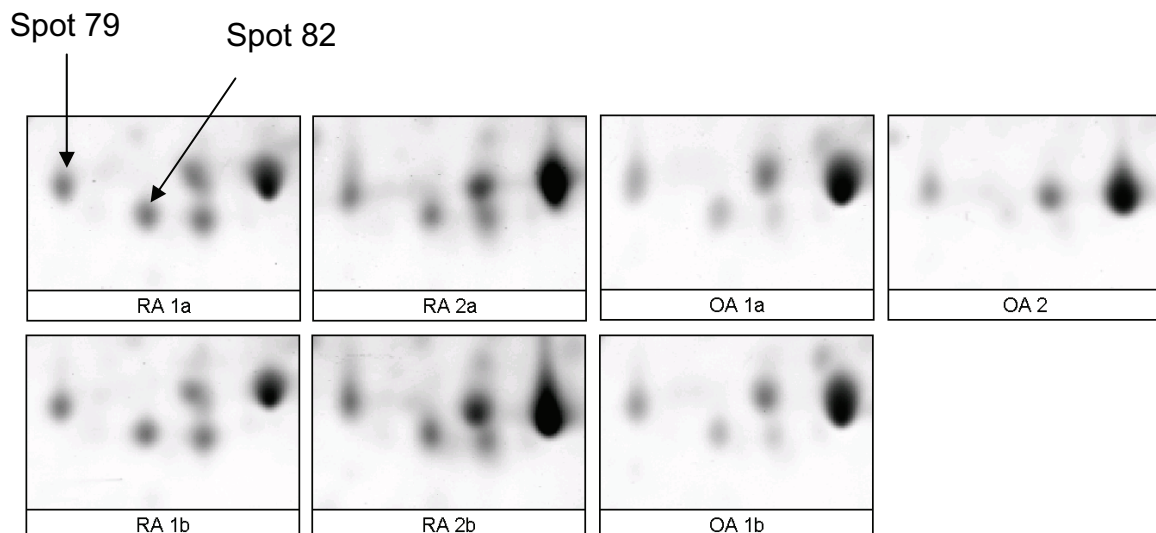 Spot 79
Spot 82
RA 1a
RA 2a
OA 1a
OA 2
RA 1b
RA 2b
OA 1b